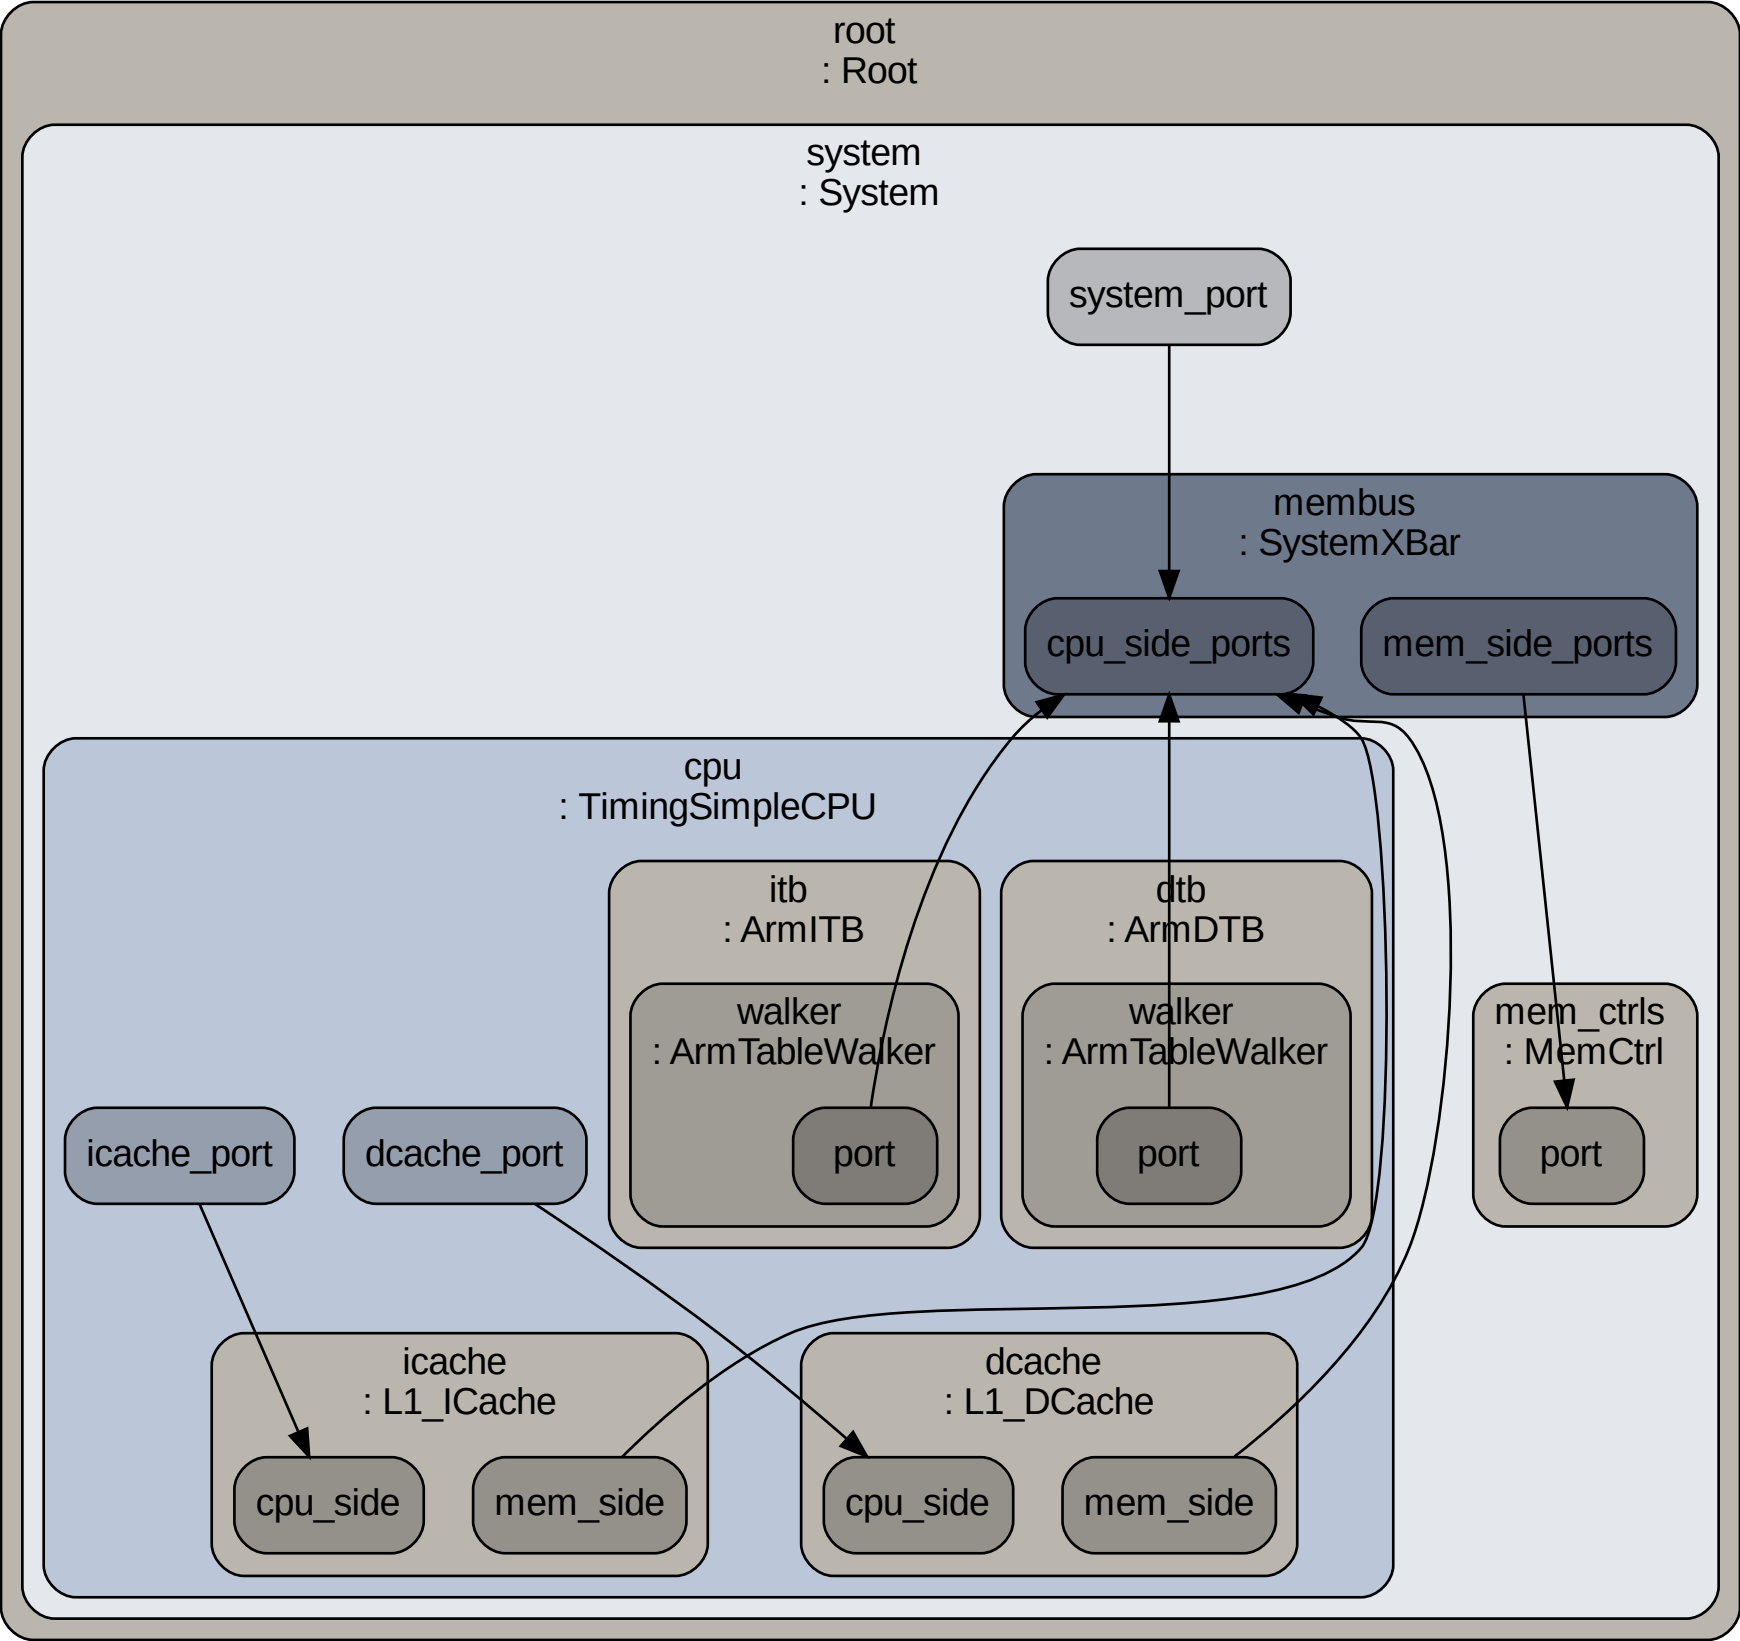 root
: Root
system
: System
system_port
membus
: SystemXBar
cpu_side_ports
mem_side_ports
cpu
: TimingSimpleCPU
itb
: ArmITB
dtb
: ArmDTB
walker
: ArmTableWalker
walker
: ArmTableWalker
mem_ctrls
: MemCtrl
icache_port
dcache_port
port
port
port
icache
: L1_ICache
dcache
: L1_DCache
cpu_side
mem_side
cpu_side
mem_side